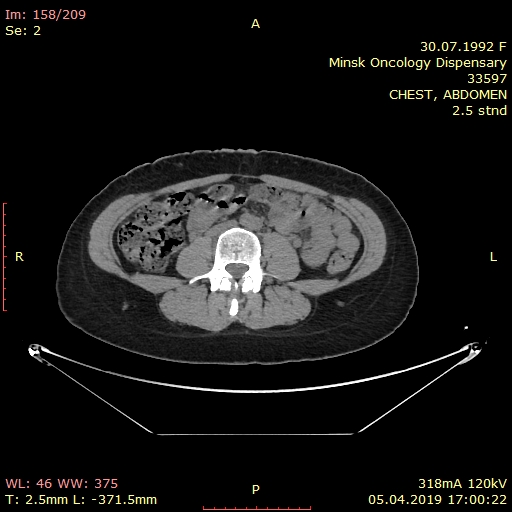 Im: 158/209
Se: 2
A
30.07.1992 F
Minsk Oncology Dispensary
33597
CHEST, ABDOMEN
2.5 stnd
R
L
WL: 46 WW: 375
T: 2.5mm L: -371.5mm
P
318mA 120kV
05.04.2019 17:00:22